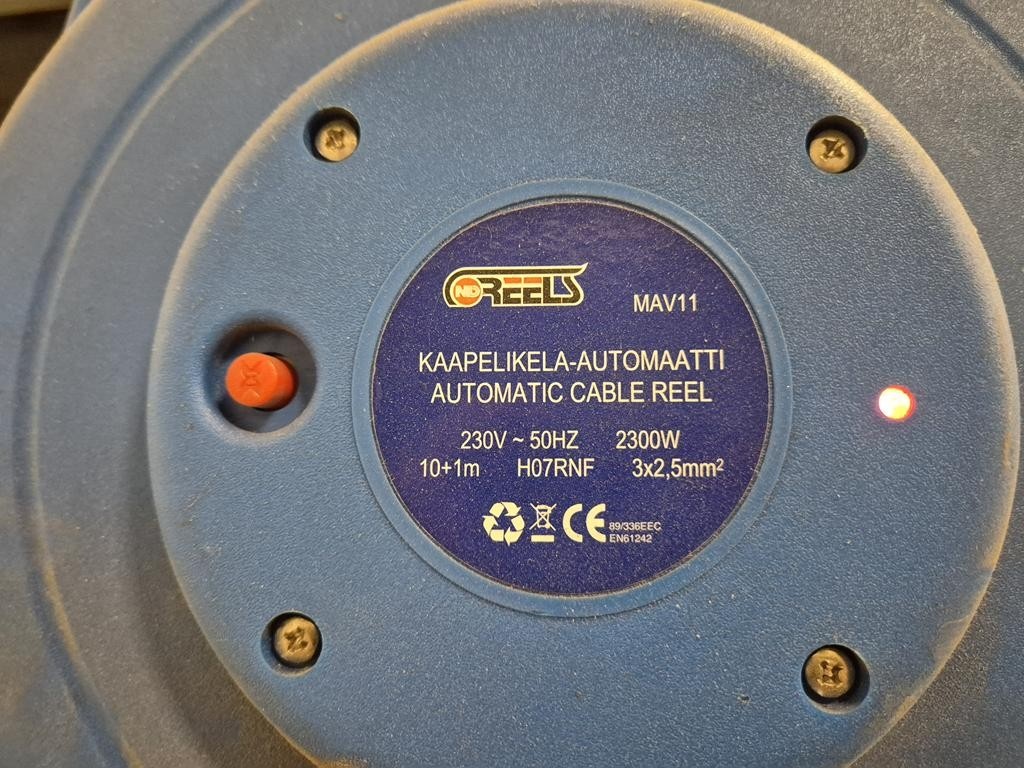 ND REELS
MAV11
KAAPELIKELA-AUTOMAATTI
AUTOMATIC CABLE REEL
230V ~ 50HZ 2300W
10+1m H07RNF 3x2,5mm²
CE 89/336EEC
EN61242